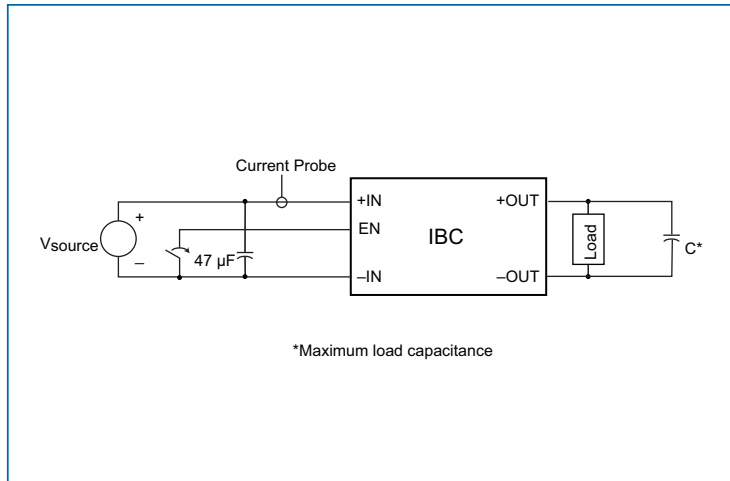 Current Probe
+IN
+OUT
+
EN
IBC
Vsource
Load
47 µF
C*
–
–IN
–OUT
*Maximum load capacitance